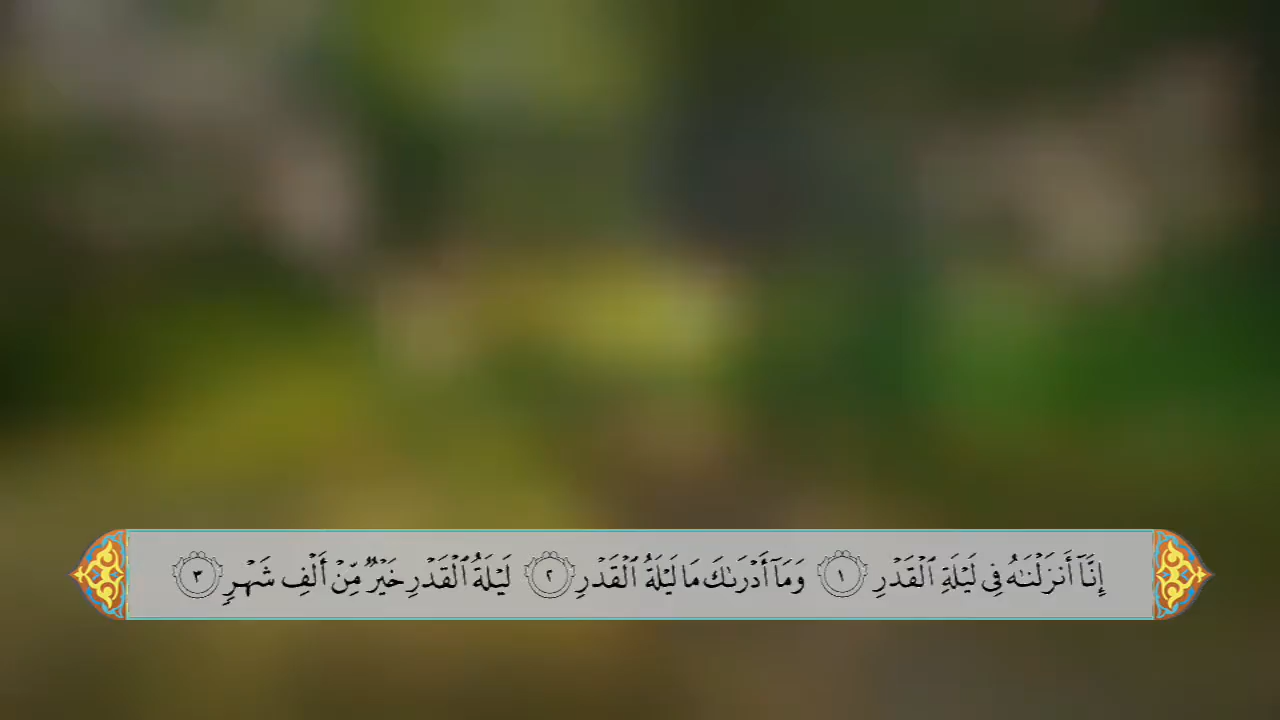 إِنَّآ أَنزَلْنَـٰهُ فِى لَيْلَةِ ٱلْقَدْرِ ١ وَمَآ أَدْرَىٰكَ مَا لَيْلَةُ ٱلْقَدْرِ ٢ لَيْلَةُ ٱلْقَدْرِ خَيْرٌ مِّنْ أَلْفِ شَهْرٍ ٣